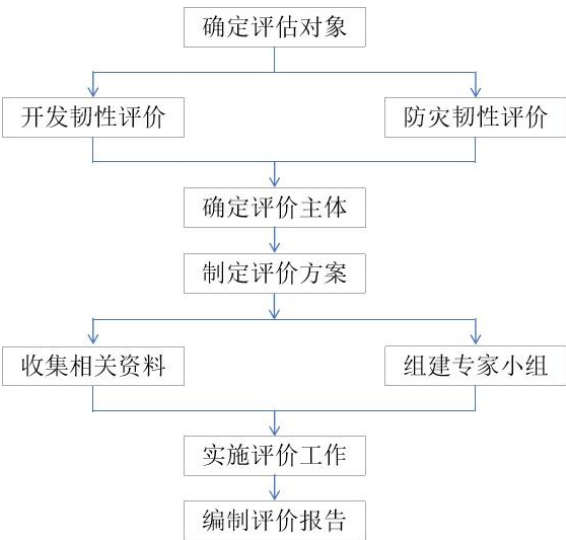 确定评估对象
开发韧性评价
防灾韧性评价
确定评价主体
制定评价方案
收集相关资料
组建专家小组
实施评价工作
编制评价报告